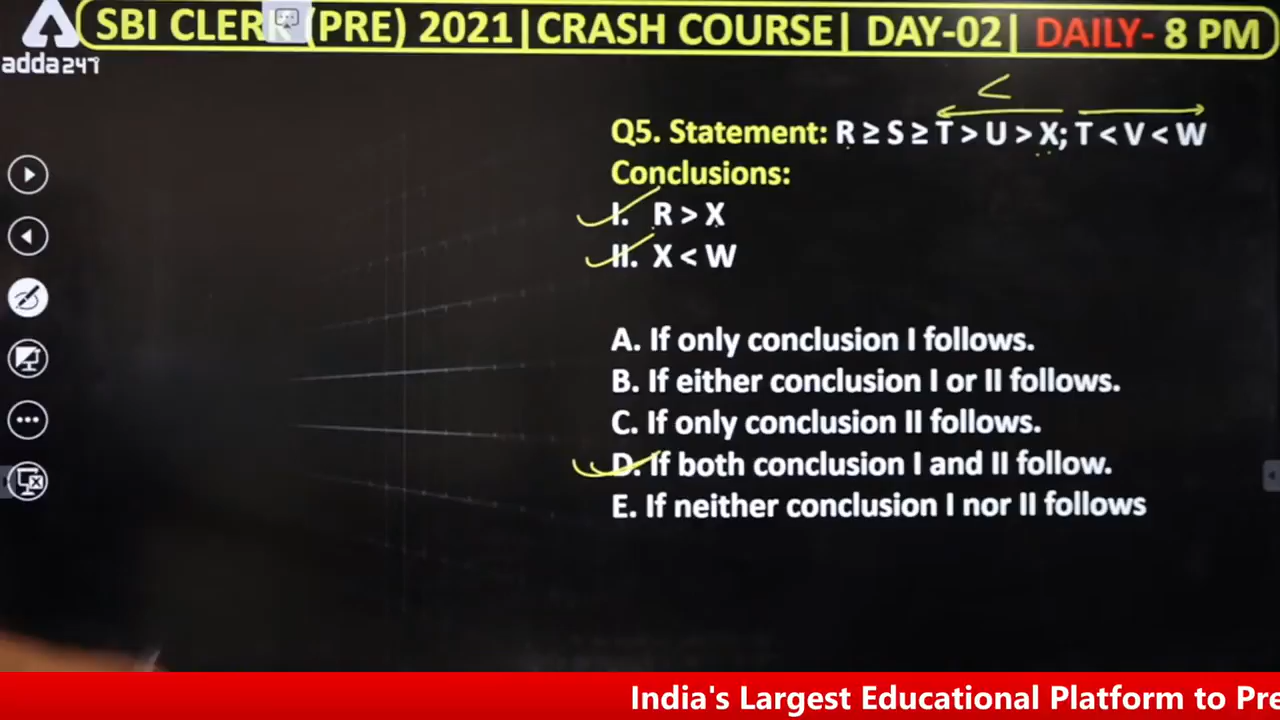 SBI CLERK (PRE) 2021|CRASH COURSE| DAY-02| DAILY- 8 PM
adda247
<
Q5. Statement: R ≥ S ≥ T > U > X; T < V < W
Conclusions:
I. R > X
II. X < W
A. If only conclusion I follows.
B. If either conclusion I or II follows.
C. If only conclusion II follows.
D. If both conclusion I and II follow.
E. If neither conclusion I nor II follows
India's Largest Educational Platform to Pre